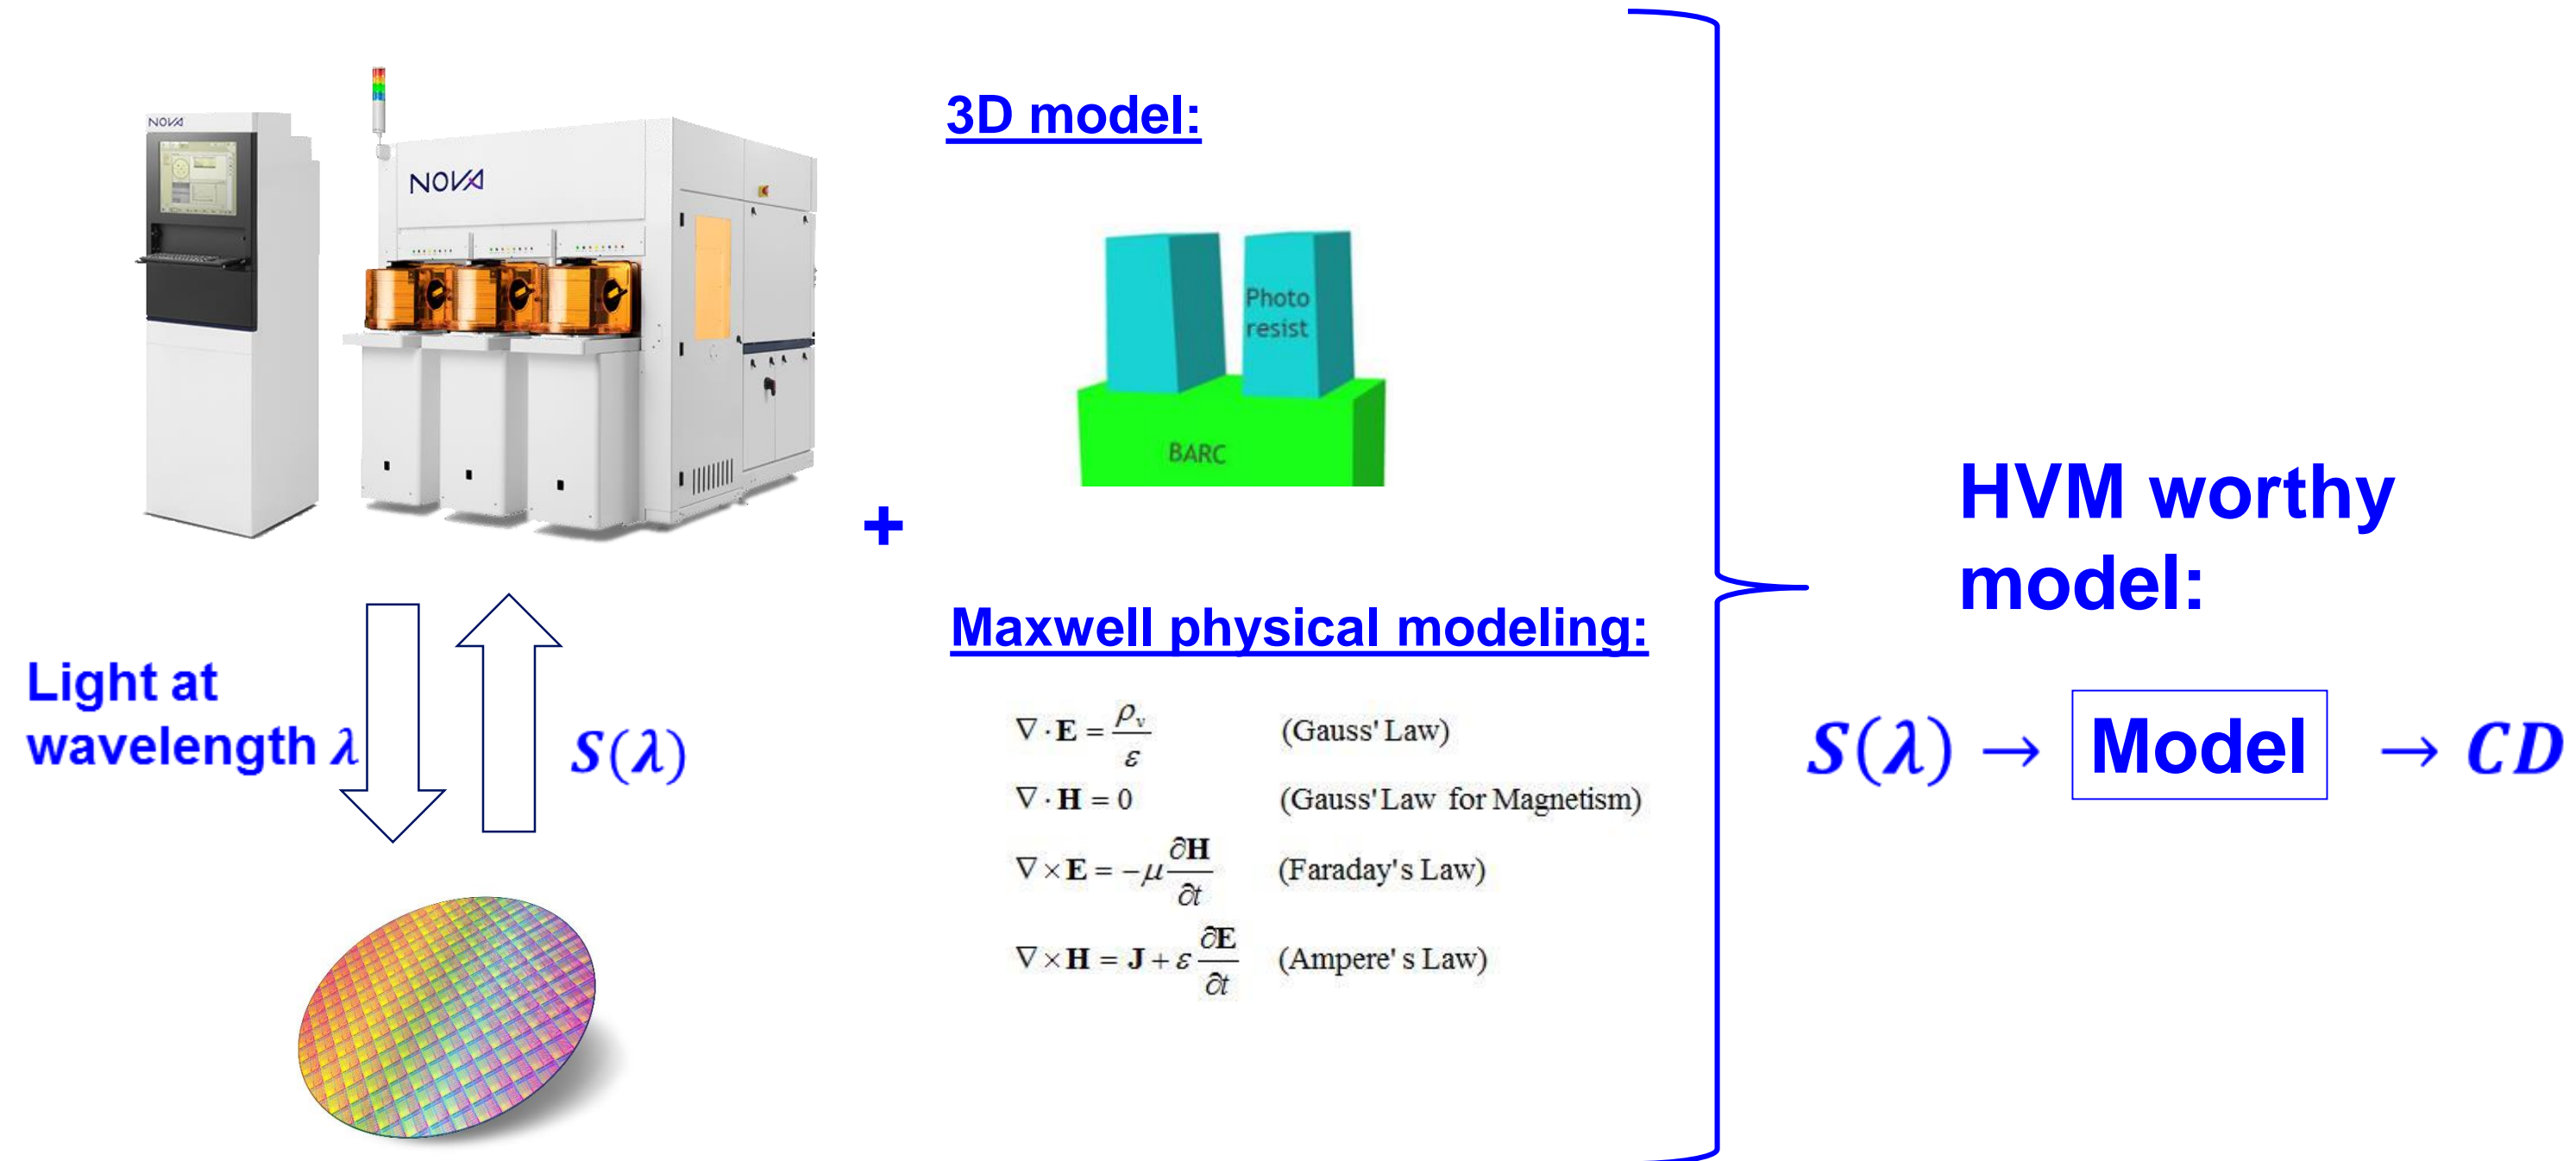 NOVA
NOVA
Light at
wavelength λ
S(λ)
+
3D model:
Photo
resist
BARC
Maxwell physical modeling:
∇ · E = ρv/ε (Gauss' Law)
∇ · H = 0 (Gauss' Law for Magnetism)
∇ × E = −μ ∂H/∂t (Faraday's Law)
∇ × H = J + ε ∂E/∂t (Ampere's Law)
HVM worthy
model:
S(λ) → Model → CD